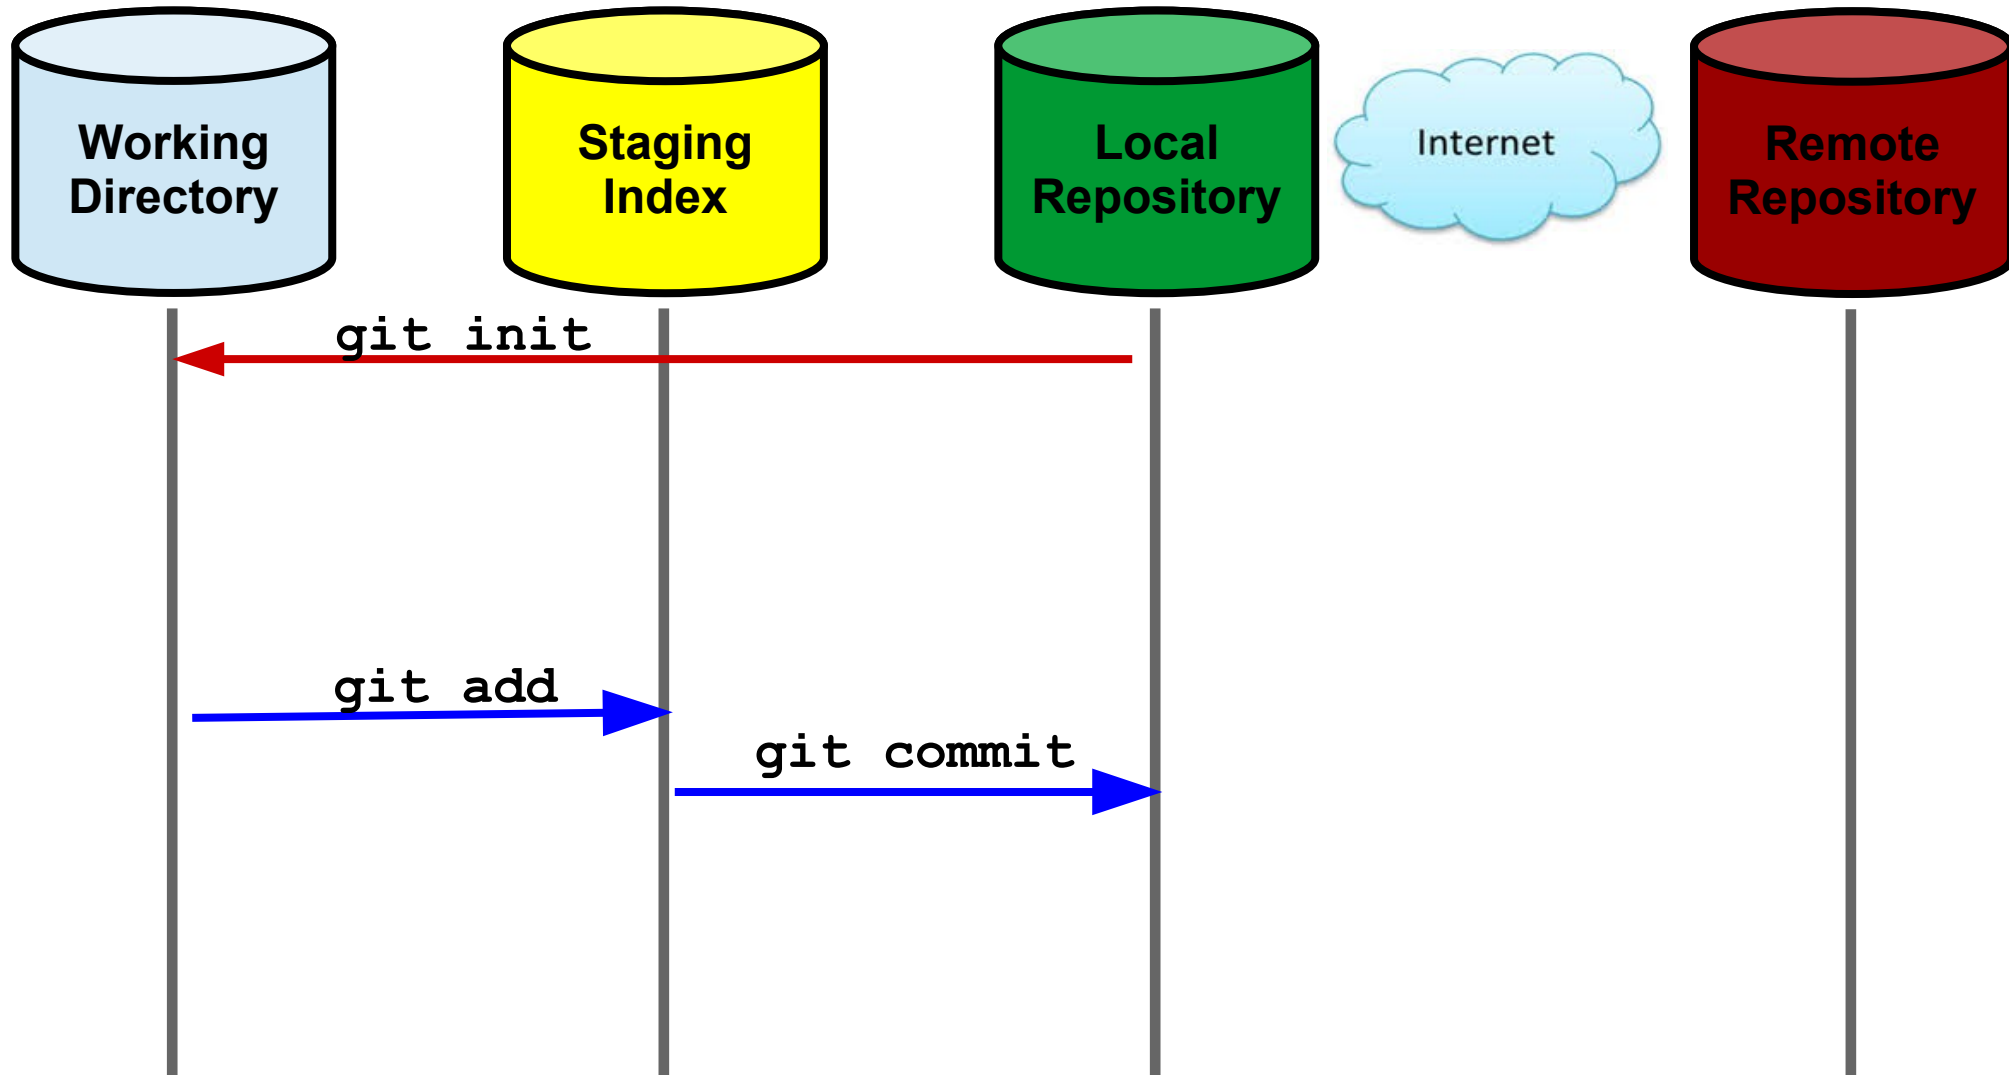 Working
Directory
Staging
Index
Local
Repository
Internet
Remote
Repository
git init
git add
git commit